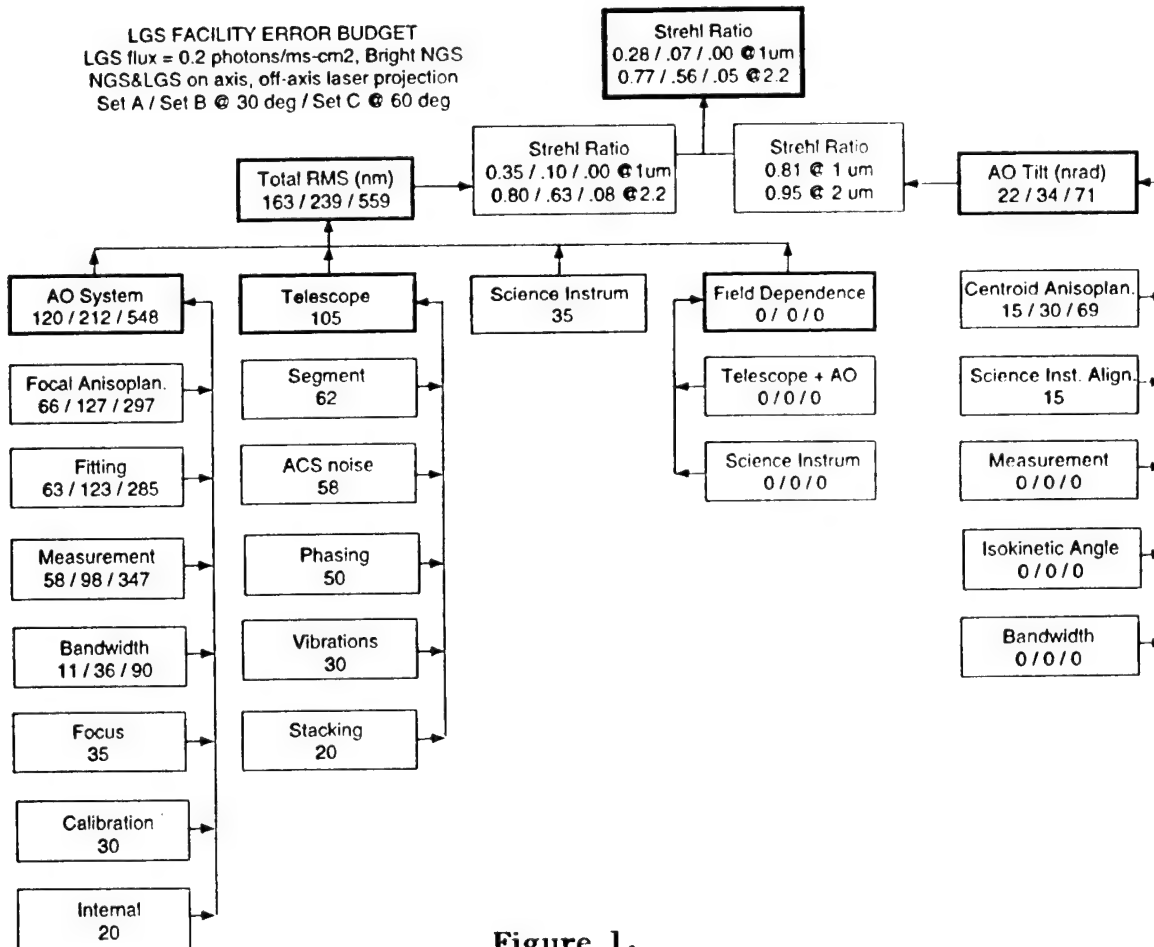 LGS FACILITY ERROR BUDGET
LGS flux = 0.2 photons/ms-cm2, Bright NGS
NGS&LGS on axis, off-axis laser projection
Set A / Set B @ 30 deg / Set C @ 60 deg
Strehl Ratio
0.28 / .07 / .00 @ 1um
0.77 / .56 / .05 @ 2.2
Total RMS (nm)
163 / 239 / 559
Strehl Ratio
0.35 / .10 / .00 @ 1um
0.80 / .63 / .08 @ 2.2
Strehl Ratio
0.81 @ 1 um
0.95 @ 2 um
AO Tilt (nrad)
22 / 34 / 71
AO System
120 / 212 / 548
Focal Anisoplan.
66 / 127 / 297
Fitting
63 / 123 / 285
Measurement
58 / 98 / 347
Bandwidth
11 / 36 / 90
Focus
35
Calibration
30
Internal
20
Telescope
105
Segment
62
ACS noise
58
Phasing
50
Vibrations
30
Stacking
20
Science Instrum
35
Field Dependence
0 / 0 / 0
Telescope + AO
0 / 0 / 0
Science Instrum
0 / 0 / 0
Centroid Anisoplan.
15 / 30 / 69
Science Inst. Align.
15
Measurement
0 / 0 / 0
Isokinetic Angle
0 / 0 / 0
Bandwidth
0 / 0 / 0
Figure 1.